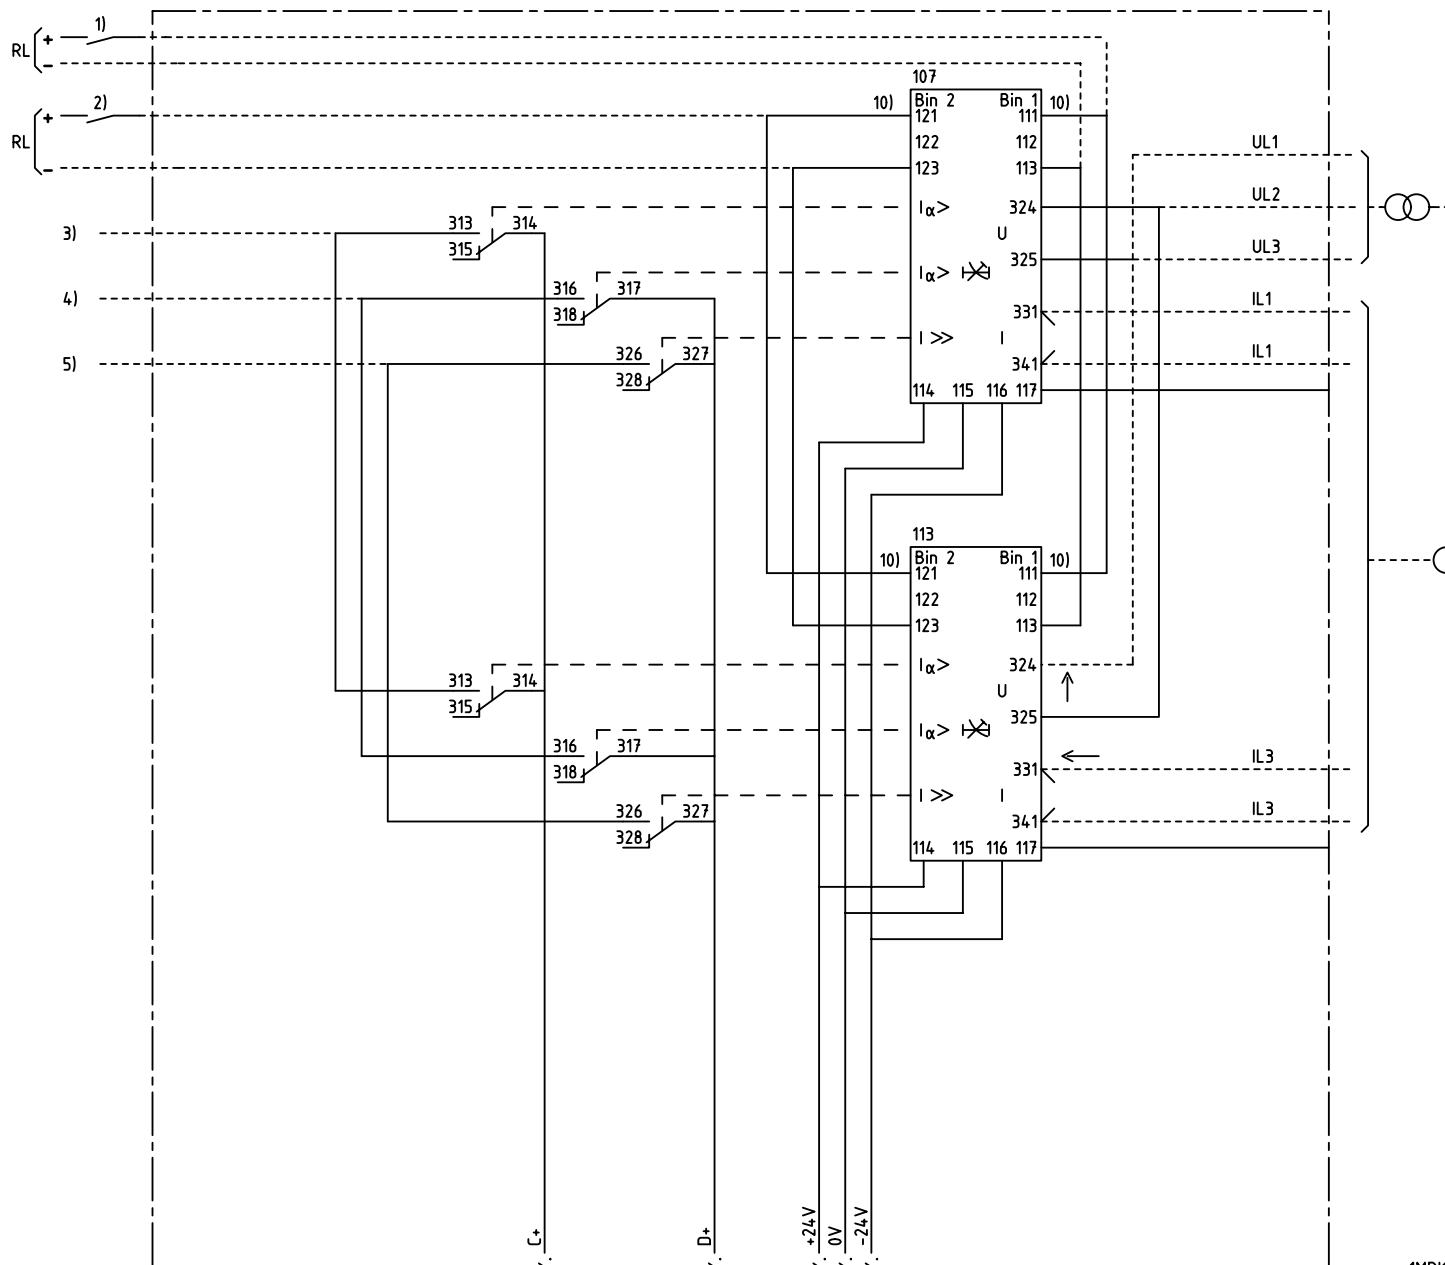 1)
RL + -
107
Bin 2 Bin 1
10) 10)
2)
RL + -
121 111
122 112
123 113
UL1
UL2
UL3
3)
313 314
315
Iα> 324
U
325
4)
316 317
318
Iα>
331
IL1
5)
326 327
328
I >> I
341
IL1
114 115 116 117
113
Bin 2 Bin 1
10) 10)
121 111
122 112
123 113
313 314
315
Iα> 324
U
325
316 317
318
Iα>
331
IL3
326 327
328
I >> I
341
IL3
114 115 116 117
C+
D+
+24V
0V
-24V